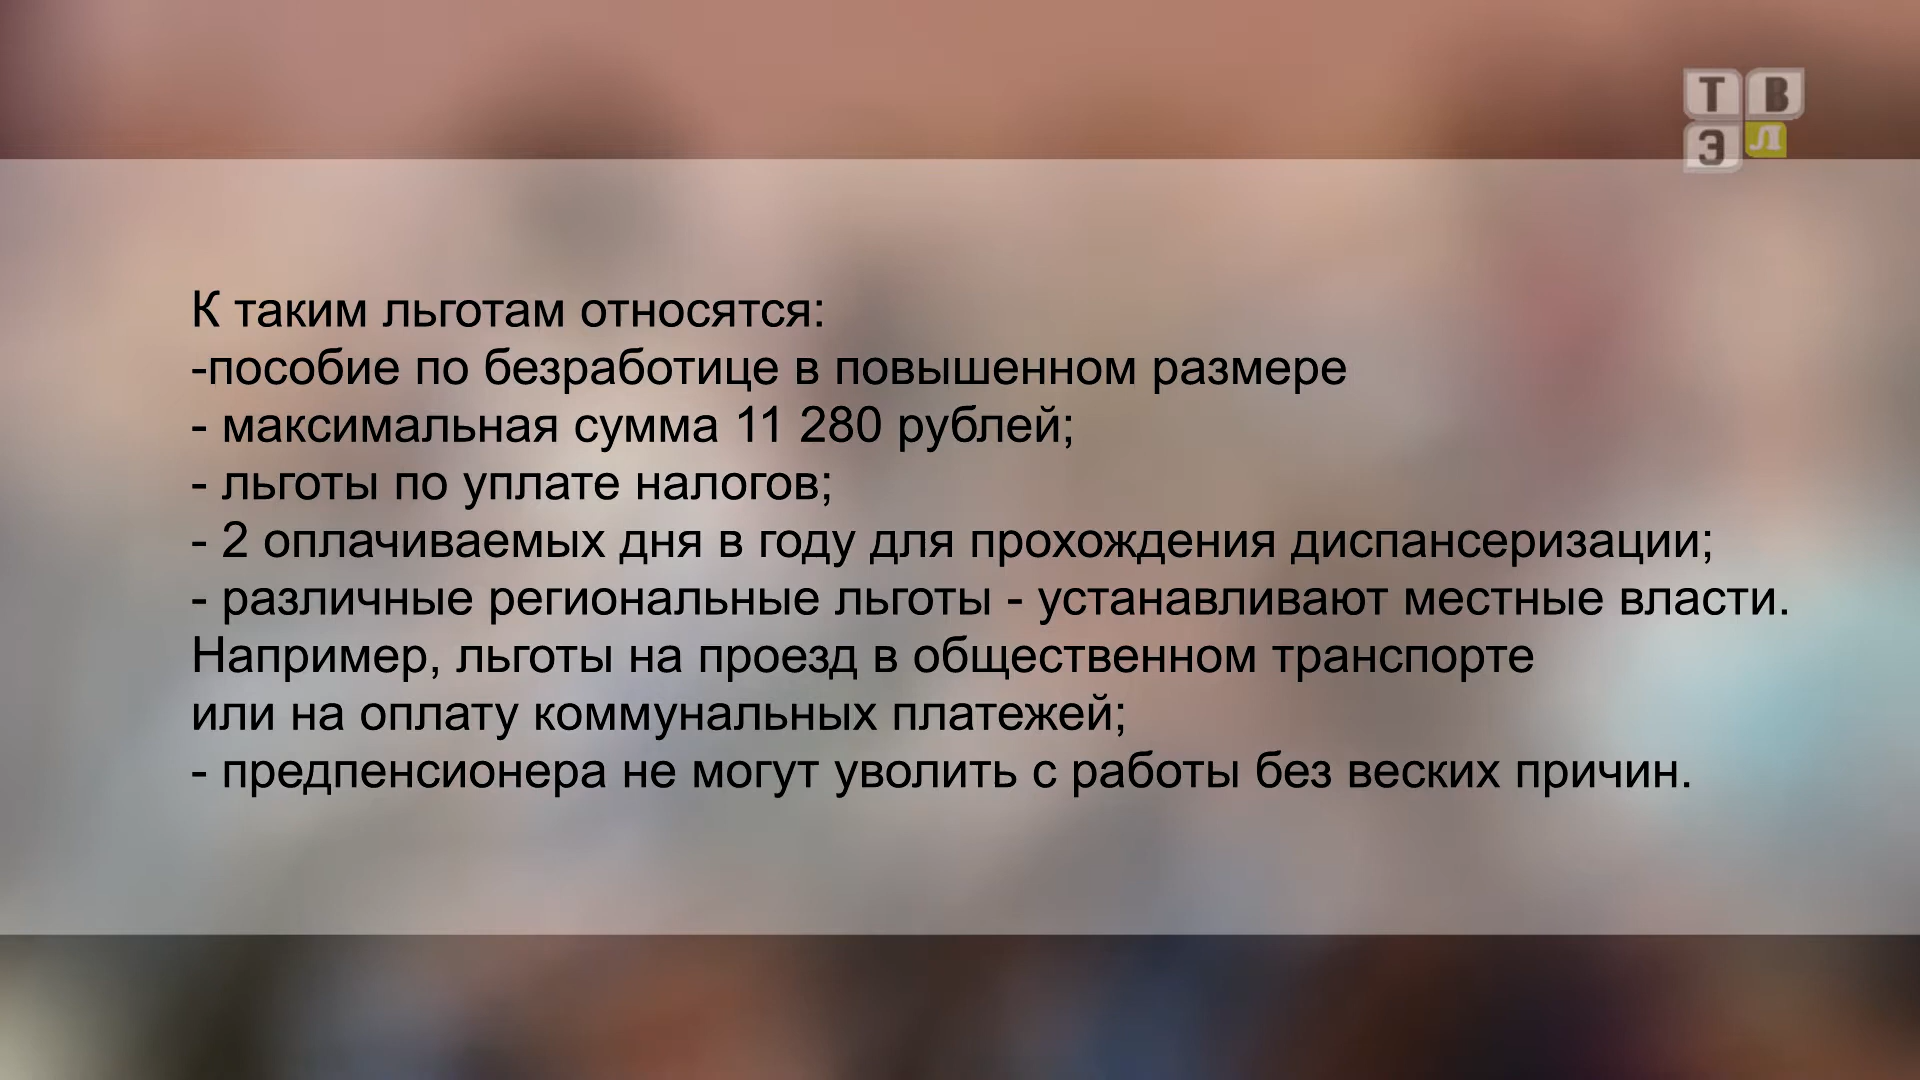 Т В
Э Л
К таким льготам относятся:
-пособие по безработице в повышенном размере
- максимальная сумма 11 280 рублей;
- льготы по уплате налогов;
- 2 оплачиваемых дня в году для прохождения диспансеризации;
- различные региональные льготы - устанавливают местные власти.
Например, льготы на проезд в общественном транспорте
или на оплату коммунальных платежей;
- предпенсионера не могут уволить с работы без веских причин.